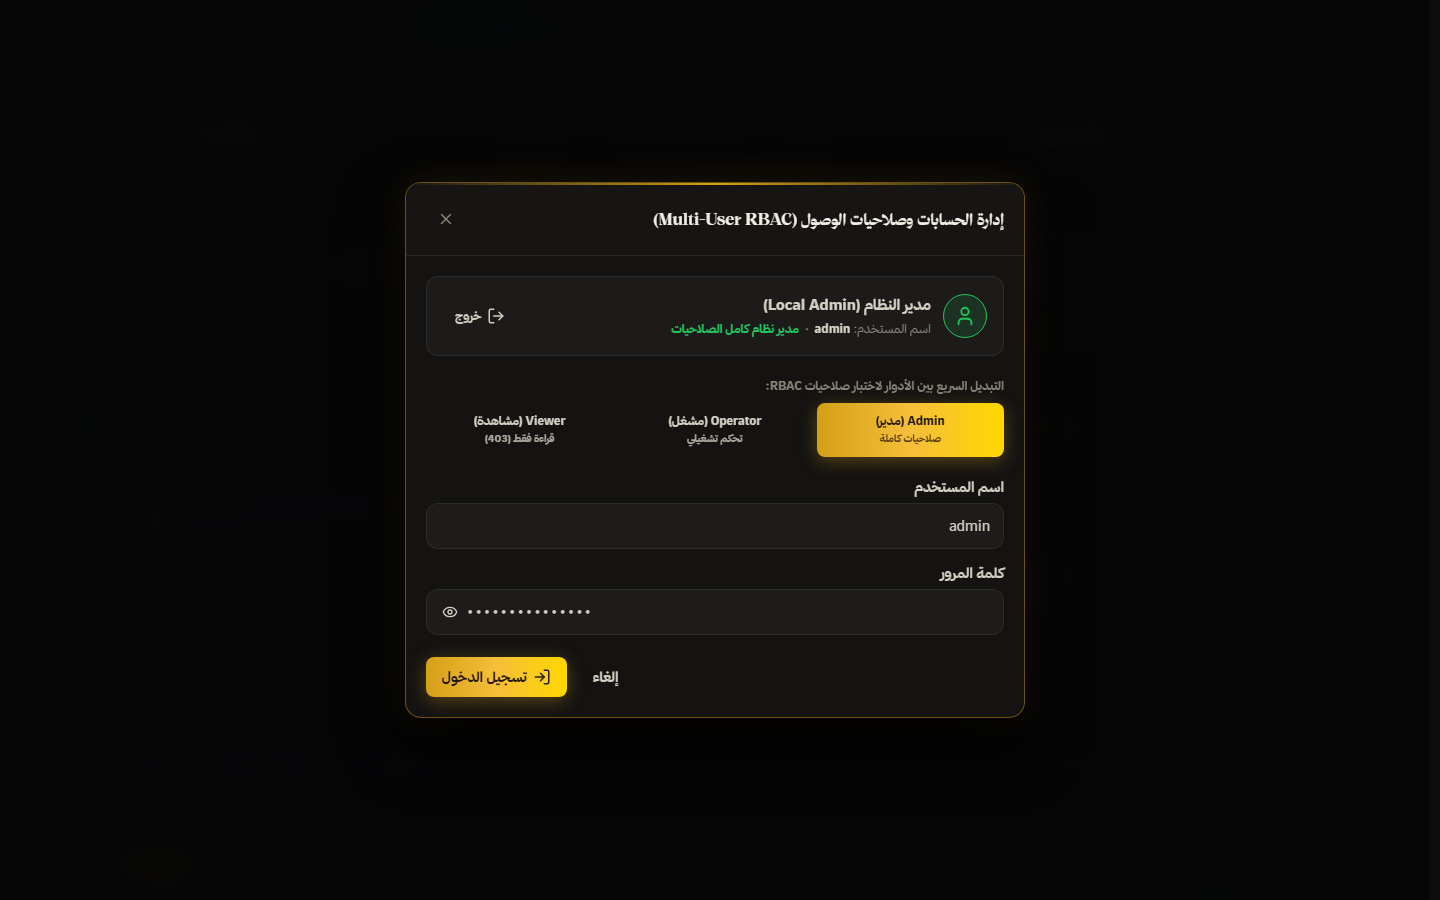 إدارة الحسابات وصلاحيات الوصول (Multi-User RBAC)
مدير النظام (Local Admin)
اسم المستخدم: admin · مدير نظام كامل الصلاحيات
خروج
التبديل السريع بين الأدوار لاختبار صلاحيات RBAC:
Admin (مدير)
صلاحيات كاملة
Operator (مشغل)
تحكم تشغيلي
Viewer (مشاهدة)
قراءة فقط (403)
اسم المستخدم
admin
كلمة المرور
•••••••••••••••
إلغاء
تسجيل الدخول